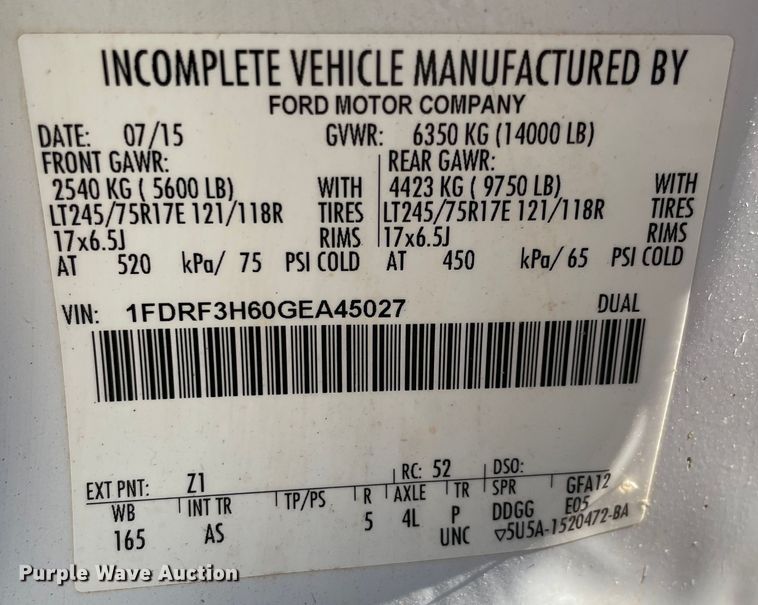 INCOMPLETE VEHICLE MANUFACTURED BY
FORD MOTOR COMPANY
DATE: 07/15 GVWR: 6350 KG (14000 LB)
FRONT GAWR: REAR GAWR:
2540 KG ( 5600 LB) WITH 4423 KG ( 9750 LB) WITH
LT245/75R17E 121/118R TIRES LT245/75R17E 121/118R TIRES
17x6.5J RIMS 17x6.5J RIMS
AT 520 kPa/ 75 PSI COLD AT 450 kPa/ 65 PSI COLD
VIN: 1FDRF3H60GEA45027 DUAL
EXT PNT: Z1 RC: 52 DSO:
WB INT TR TP/PS R AXLE TR SPR GFA12
165 AS 5 4L P DDGG E05
UNC ▽5U5A-1520472-BA
Purple Wave Auction